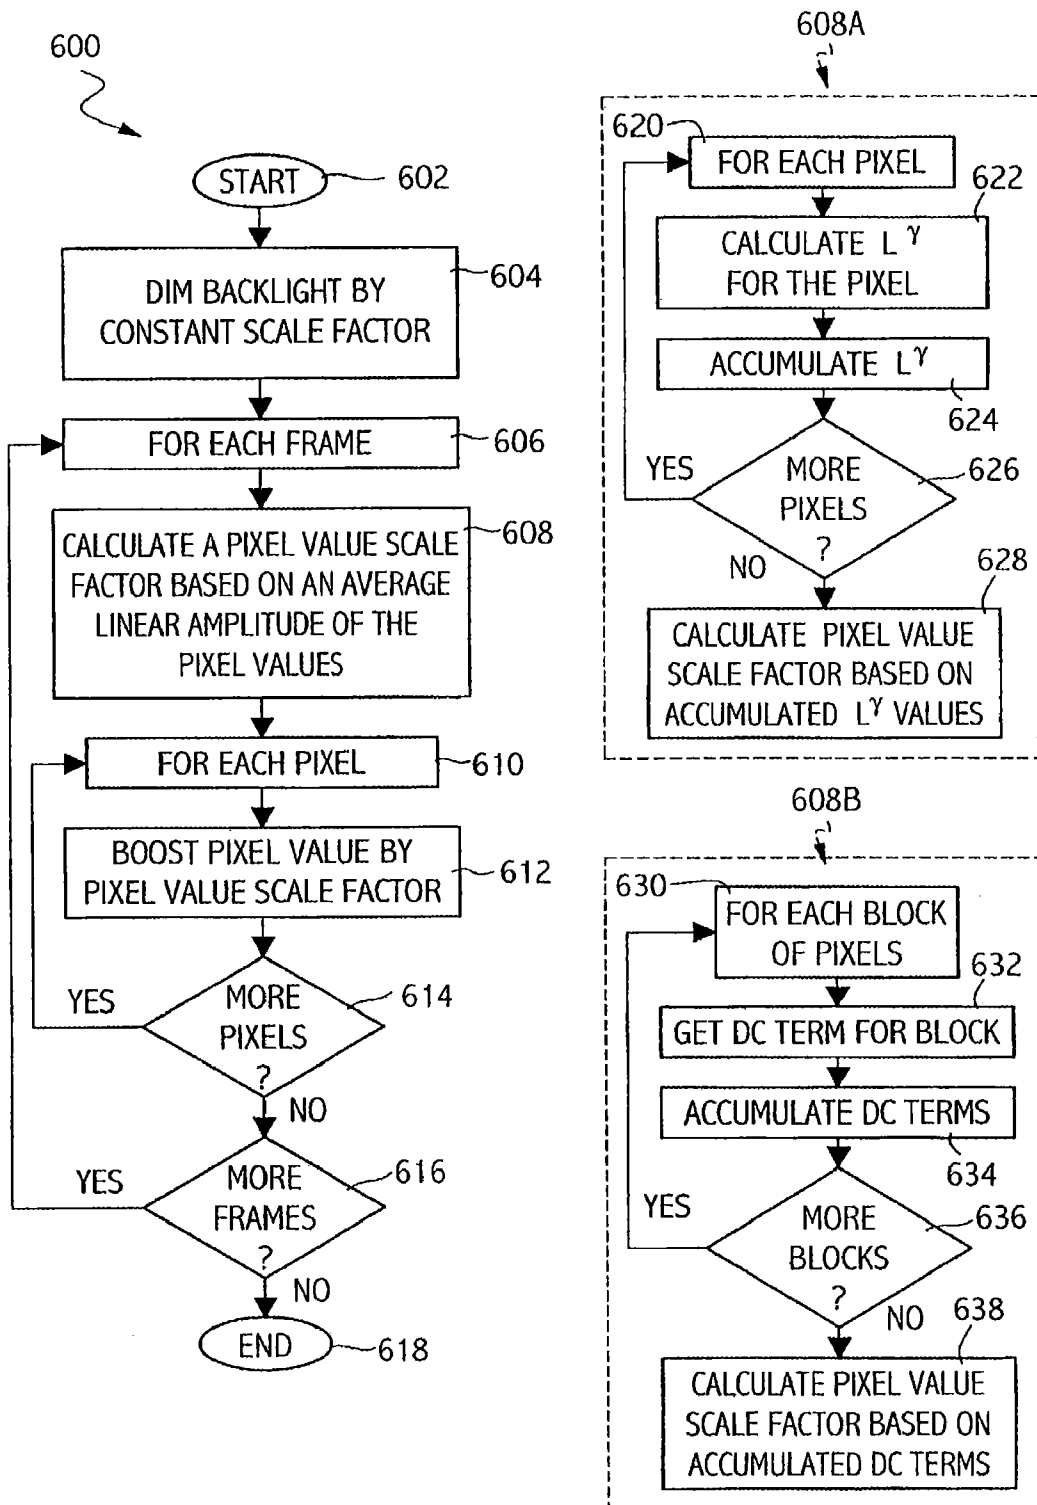 600
START
602
DIM BACKLIGHT BY
CONSTANT SCALE FACTOR
604
FOR EACH FRAME
606
CALCULATE A PIXEL VALUE SCALE
FACTOR BASED ON AN AVERAGE
LINEAR AMPLITUDE OF THE
PIXEL VALUES
608
FOR EACH PIXEL
610
BOOST PIXEL VALUE BY
PIXEL VALUE SCALE FACTOR
612
MORE
PIXELS
?
614
YES
NO
MORE
FRAMES
?
616
YES
NO
END
618
608A
620
FOR EACH PIXEL
622
CALCULATE L γ
FOR THE PIXEL
ACCUMULATE L γ
624
MORE
PIXELS
?
626
YES
NO
628
CALCULATE PIXEL VALUE
SCALE FACTOR BASED ON
ACCUMULATED L γ VALUES
608B
630
FOR EACH BLOCK
OF PIXELS
632
GET DC TERM FOR BLOCK
ACCUMULATE DC TERMS
634
MORE
BLOCKS
?
636
YES
NO
638
CALCULATE PIXEL VALUE
SCALE FACTOR BASED ON
ACCUMULATED DC TERMS